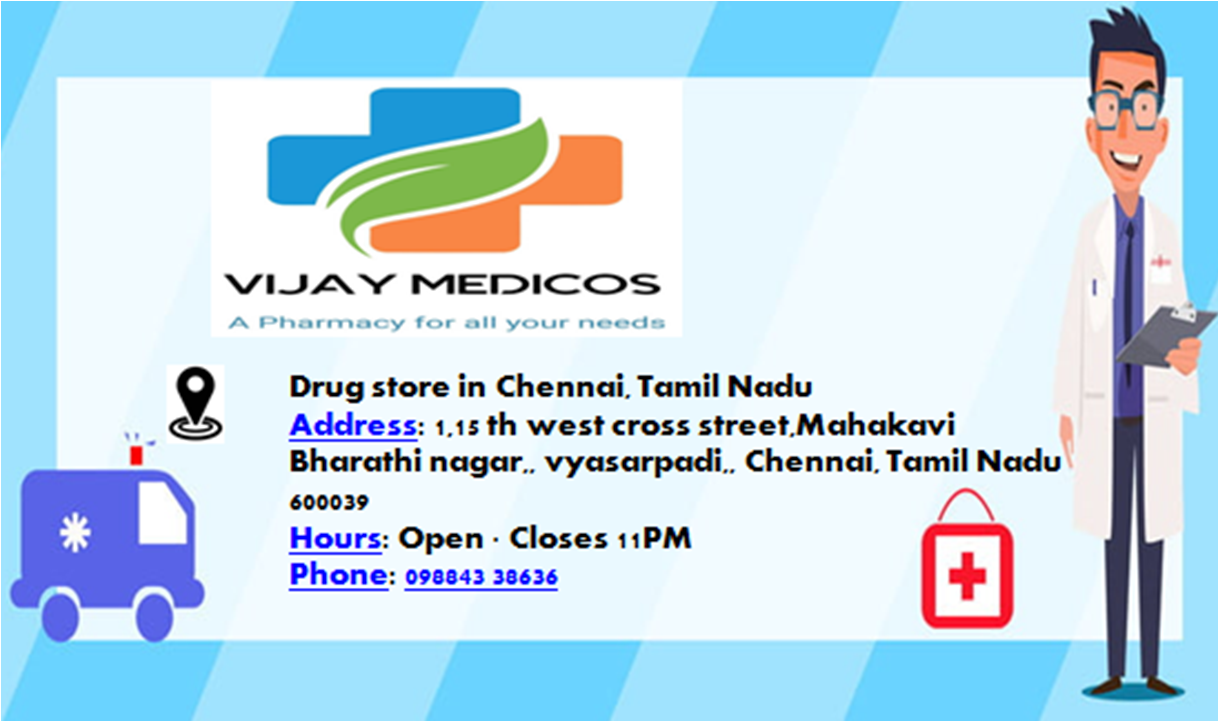 VIJAY MEDICOS
A Pharmacy for all your needs
Drug store in Chennai, Tamil Nadu
Address: 1,15 th west cross street,Mahakavi
Bharathi nagar,, vyasarpadi,, Chennai, Tamil Nadu
600039
Hours: Open · Closes 11PM
Phone: 098843 38636